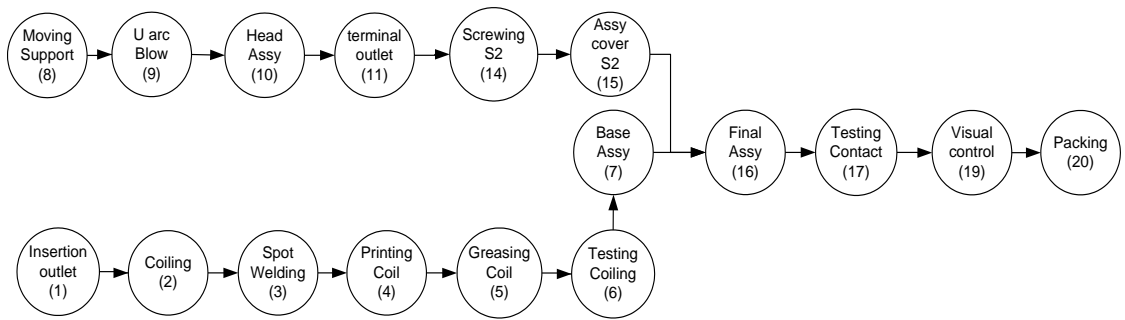 Moving
Support
(8)
U arc
Blow
(9)
Head
Assy
(10)
terminal
outlet
(11)
Screwing
S2
(14)
Assy
cover
S2
(15)
Base
Assy
(7)
Final
Assy
(16)
Testing
Contact
(17)
Visual
control
(19)
Packing
(20)
Insertion
outlet
(1)
Coiling
(2)
Spot
Welding
(3)
Printing
Coil
(4)
Greasing
Coil
(5)
Testing
Coiling
(6)